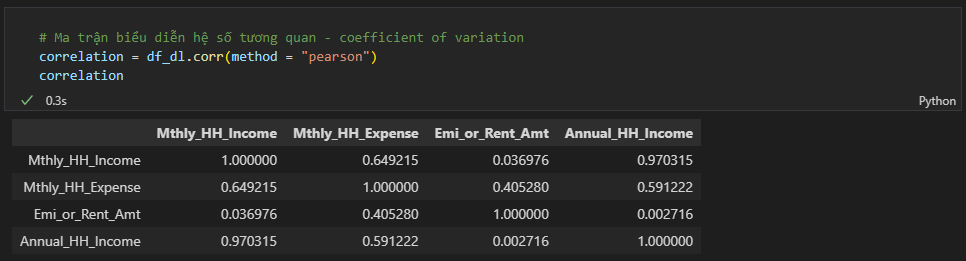 # Ma trận biểu diễn hệ số tương quan - coefficient of variation
correlation = df_dl.corr(method = "pearson")
correlation
0.3s Python
Mthly_HH_Income Mthly_HH_Expense Emi_or_Rent_Amt Annual_HH_Income
Mthly_HH_Income 1.000000 0.649215 0.036976 0.970315
Mthly_HH_Expense 0.649215 1.000000 0.405280 0.591222
Emi_or_Rent_Amt 0.036976 0.405280 1.000000 0.002716
Annual_HH_Income 0.970315 0.591222 0.002716 1.000000